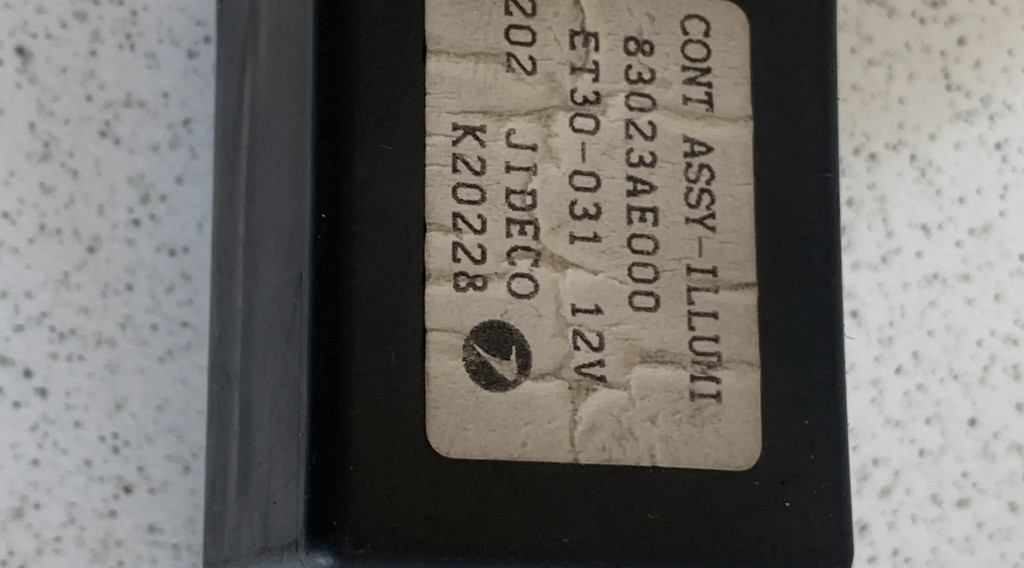 CONT ASSY-ILLUMI
83023AE000
ET30-031 12V
202 JIDECO
K20228